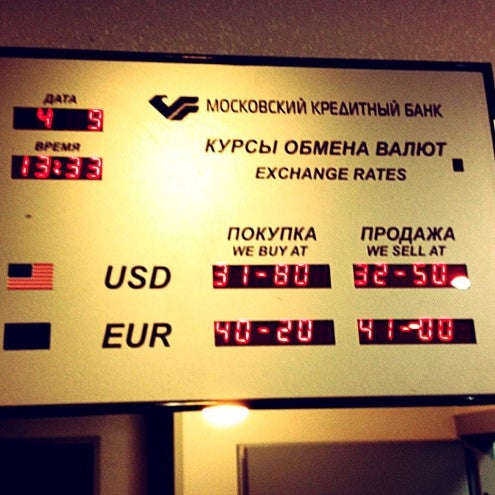 ДАТА
4 5
МОСКОВСКИЙ КРЕДИТНЫЙ БАНК
ВРЕМЯ
13:33
КУРСЫ ОБМЕНА ВАЛЮТ
EXCHANGE RATES
ПОКУПКА ПРОДАЖА
WE BUY AT WE SELL AT
USD 31-80 32-50
EUR 40-20 41-00